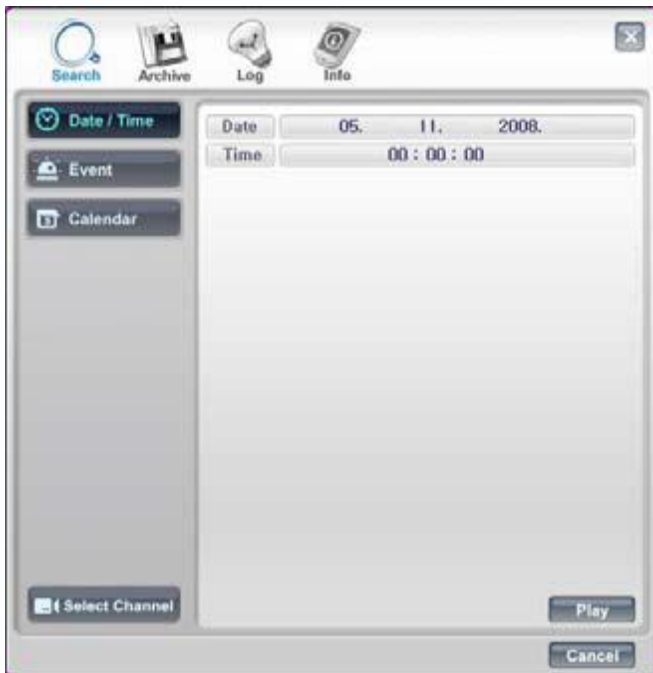 Search Archive Log Info
Date / Time
Date 05. 11. 2008.
Time 00 : 00 : 00
Event
Calendar
Select Channel
Play
Cancel